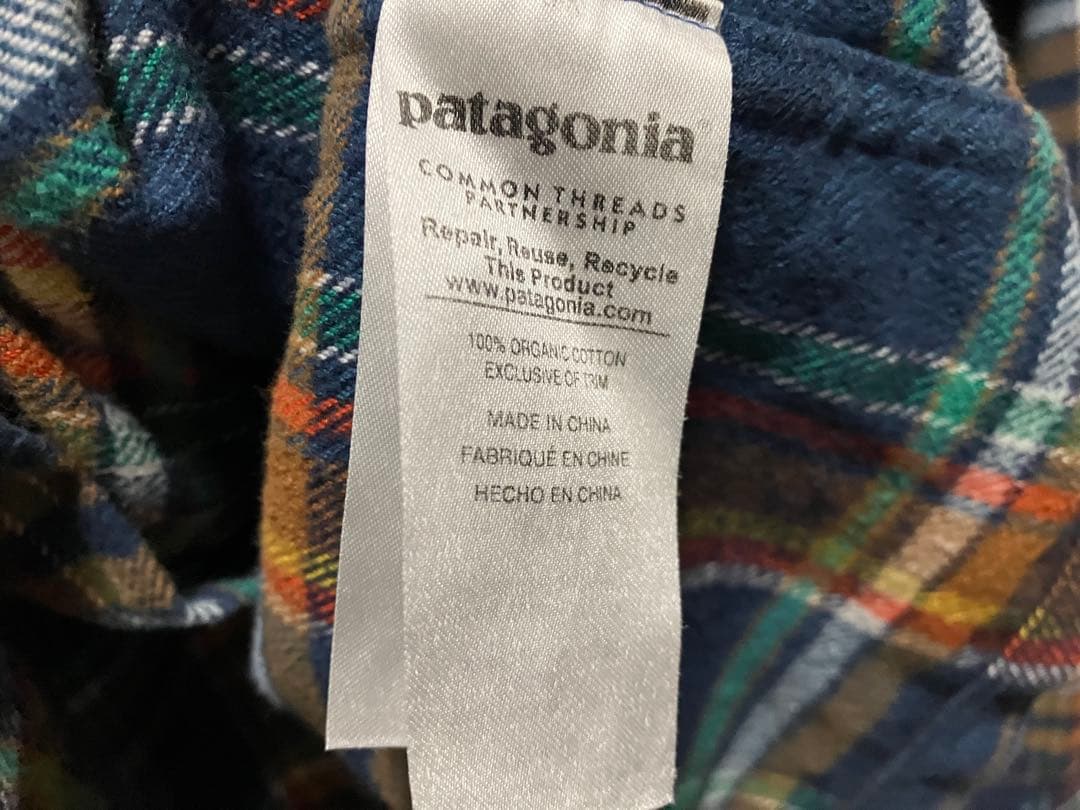 patagonia®
COMMON THREADS
PARTNERSHIP
Repair, Reuse, Recycle
This Product
www.patagonia.com
100% ORGANIC COTTON
EXCLUSIVE OF TRIM
MADE IN CHINA
FABRIQUÉ EN CHINE
HECHO EN CHINA